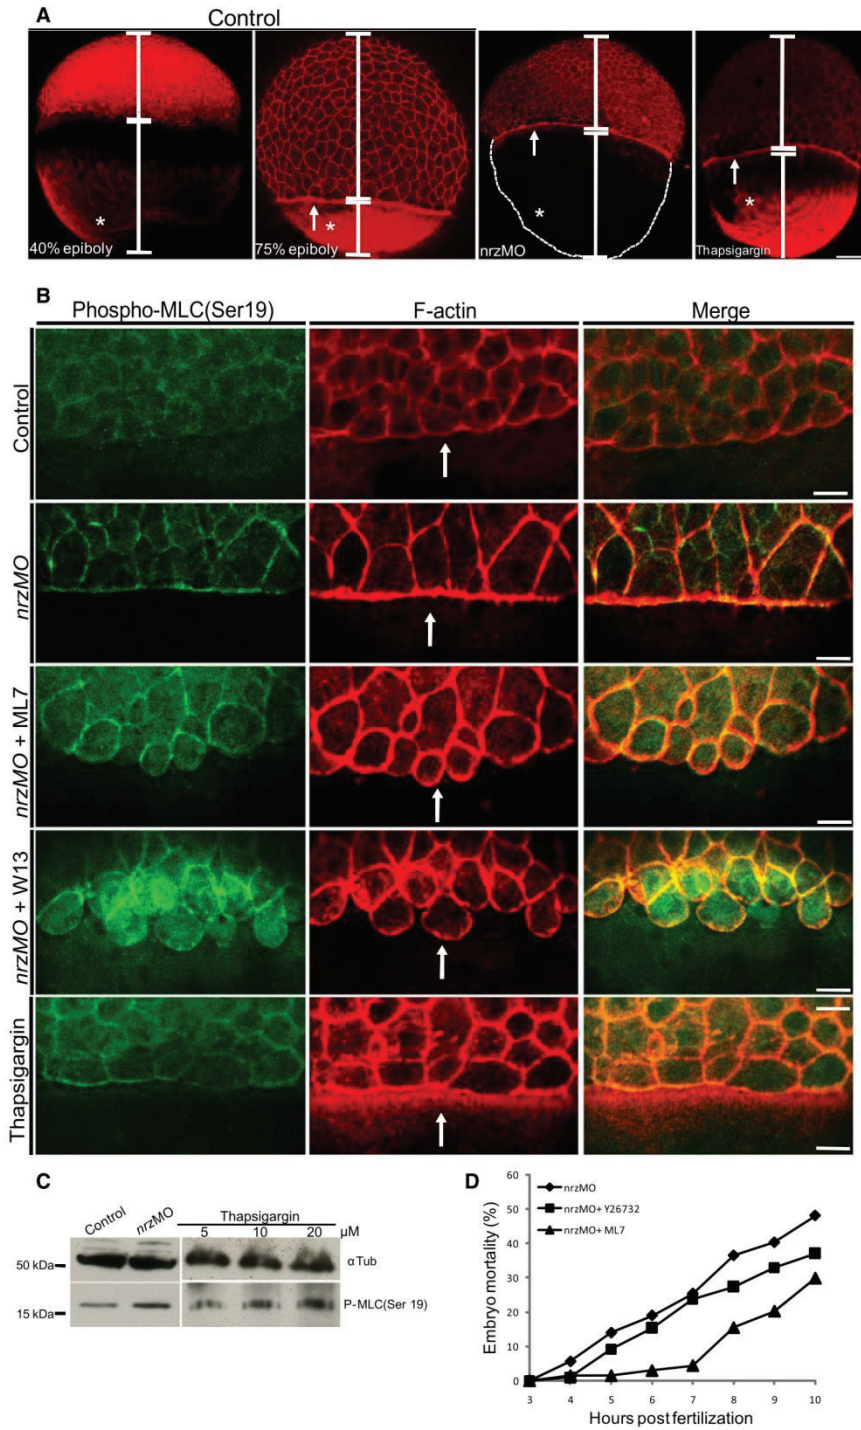 A
Control
40% epiboly
*
75% epiboly
*
nrzMO
*
Thapsigargin
*
B
Phospho-MLC(Ser19)
F-actin
Merge
Control
nrzMO
nrzMO + ML7
nrzMO + W13
Thapsigargin
C
Control
nrzMO
Thapsigargin
5
10
20
µM
50 kDa
αTub
15 kDa
P-MLC(Ser 19)
D
nrzMO
nrzMO+ Y26732
nrzMO+ ML7
Embryo mortality (%)
60
50
40
30
20
10
0
3
4
5
6
7
8
9
10
Hours post fertilization